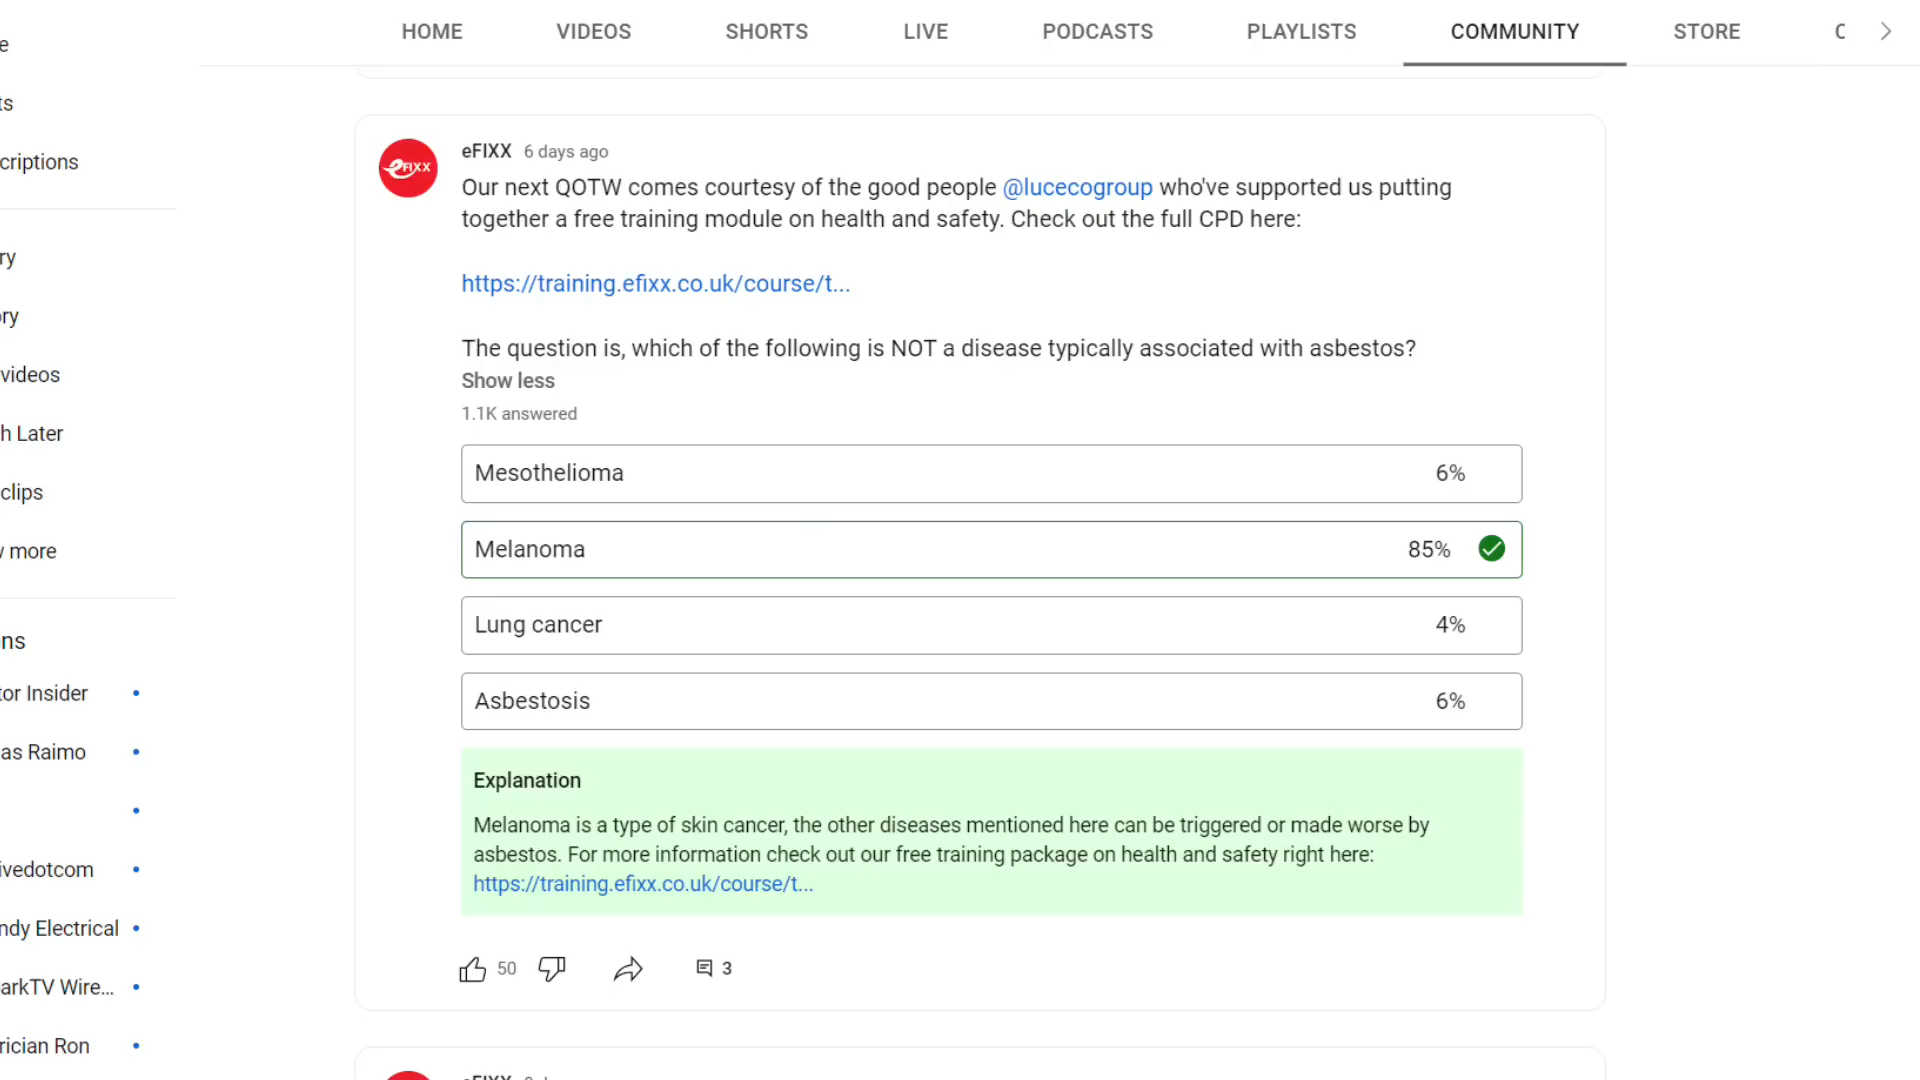 HOME VIDEOS SHORTS LIVE PODCASTS PLAYLISTS COMMUNITY STORE
e
ts
criptions
ry
ory
videos
h Later
clips
w more
ns
tor Insider
as Raimo
ivedotcom
ndy Electrical
arkTV Wire...
rician Ron
eFIXX
eFIXX 6 days ago
Our next QOTW comes courtesy of the good people @lucecogroup who've supported us putting
together a free training module on health and safety. Check out the full CPD here:
https://training.efixx.co.uk/course/t...
The question is, which of the following is NOT a disease typically associated with asbestos?
Show less
1.1K answered
Mesothelioma 6%
Melanoma 85%
Lung cancer 4%
Asbestosis 6%
Explanation
Melanoma is a type of skin cancer, the other diseases mentioned here can be triggered or made worse by
asbestos. For more information check out our free training package on health and safety right here:
https://training.efixx.co.uk/course/t...
50 3